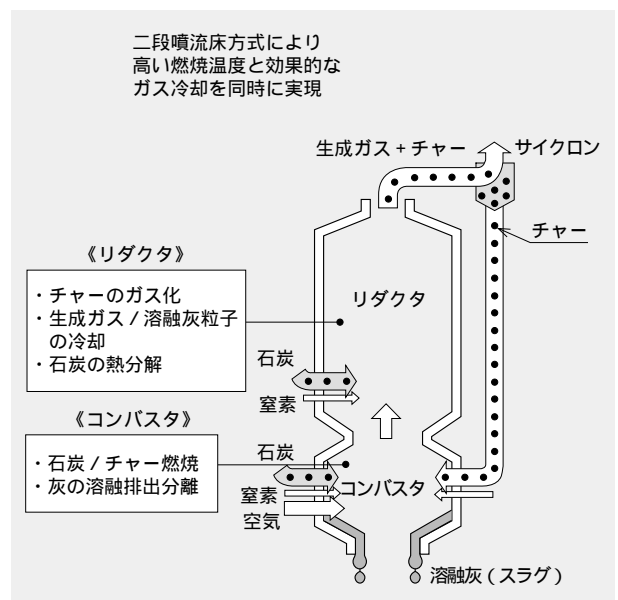 二段噴流床方式により
高い燃焼温度と効果的な
ガス冷却を同時に実現
生成ガス + チャー
サイクロン
チャー
《リダクタ》
・チャーのガス化
・生成ガス / 溶融灰粒子
の冷却
・石炭の熱分解
リダクタ
石炭
窒素
《コンバスタ》
・石炭 / チャー燃焼
・灰の溶融排出分離
石炭
コンバスタ
窒素
空気
溶融灰 ( スラグ )